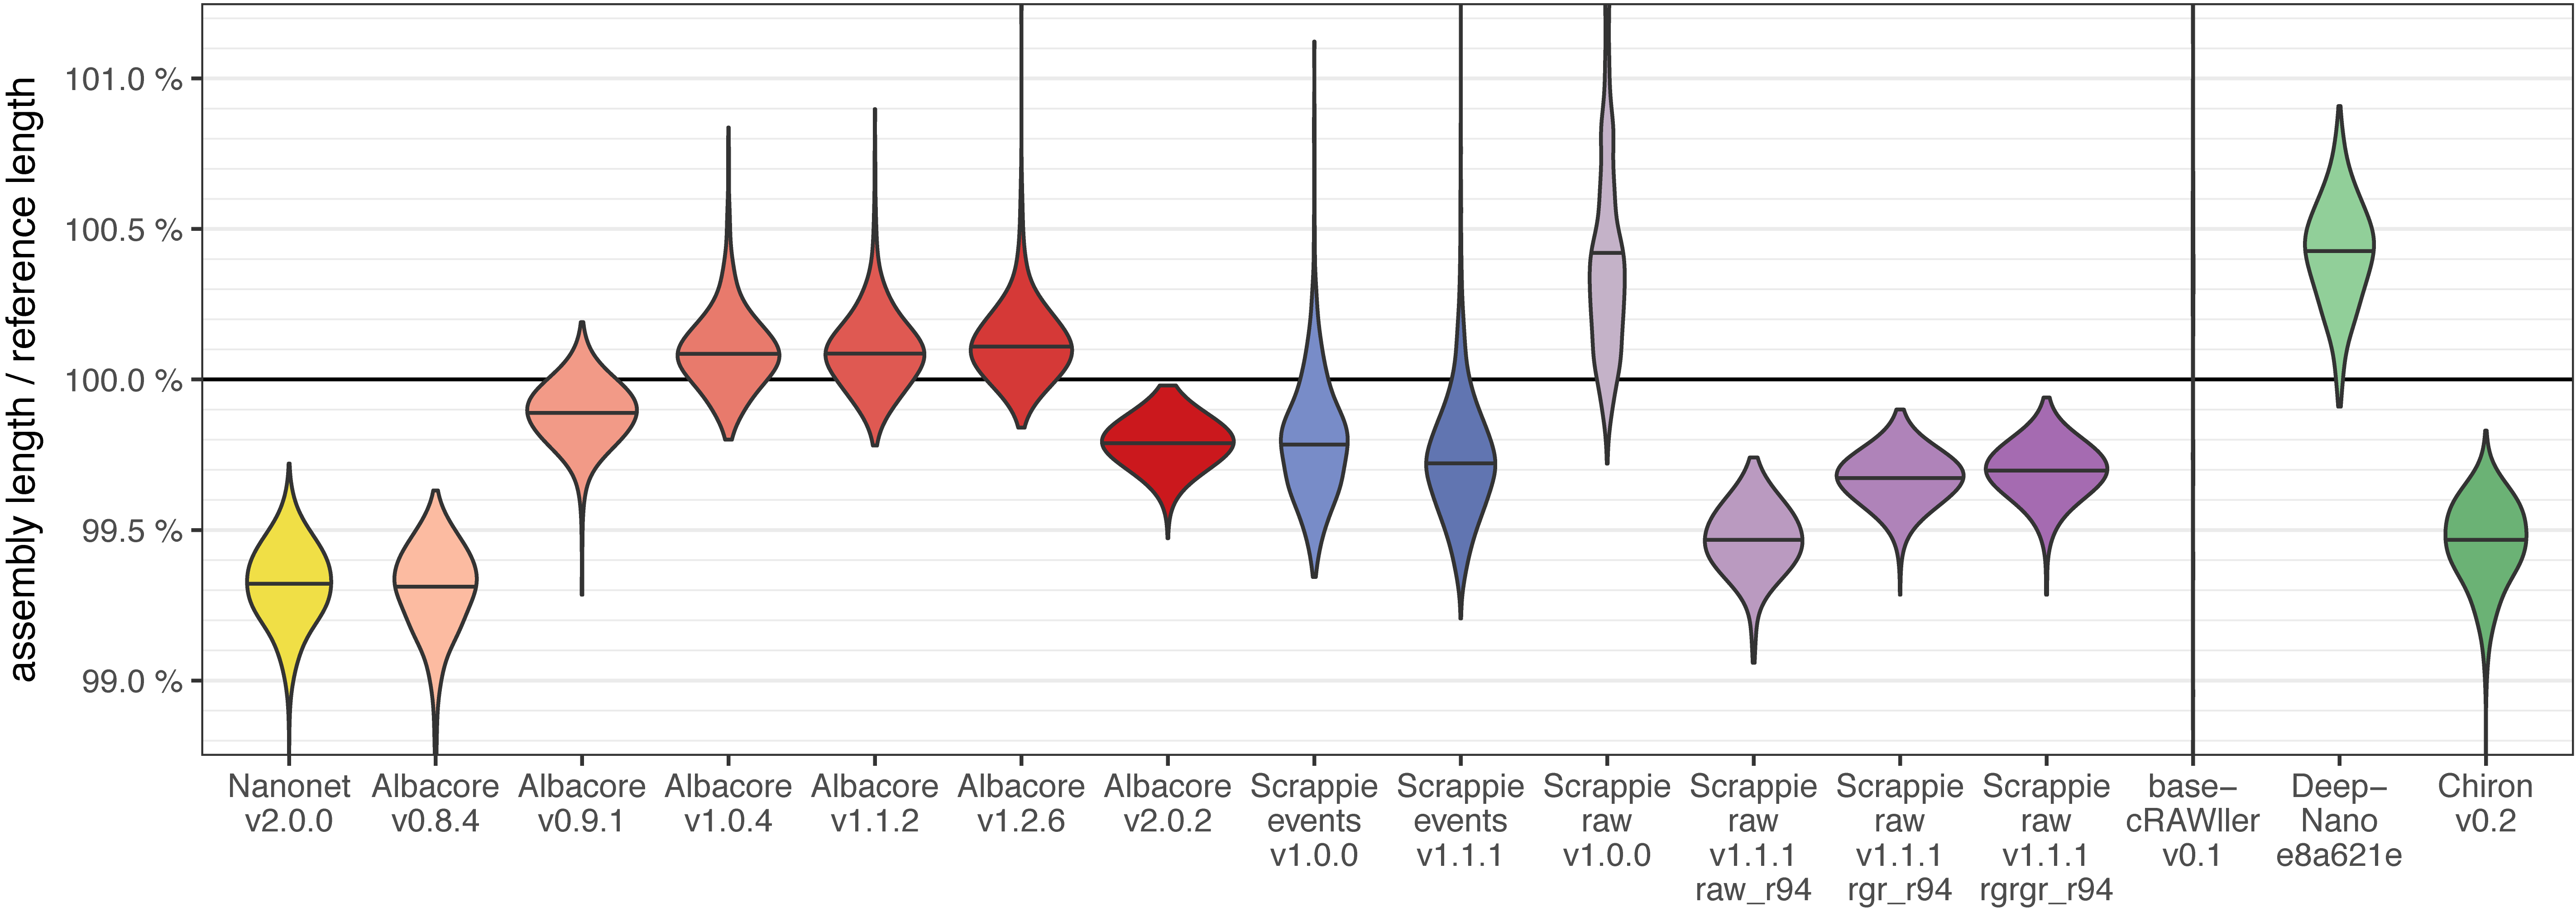 assembly length / reference length
101.0 %
100.5 %
100.0 %
99.5 %
99.0 %
Nanonet
v2.0.0
Albacore
v0.8.4
Albacore
v0.9.1
Albacore
v1.0.4
Albacore
v1.1.2
Albacore
v1.2.6
Albacore
v2.0.2
Scrappie
events
v1.0.0
Scrappie
events
v1.1.1
Scrappie
raw
v1.0.0
Scrappie
raw
v1.1.1
raw_r94
Scrappie
raw
v1.1.1
rgr_r94
Scrappie
raw
v1.1.1
rgrgr_r94
base–
cRAWller
v0.1
Deep–
Nano
e8a621e
Chiron
v0.2